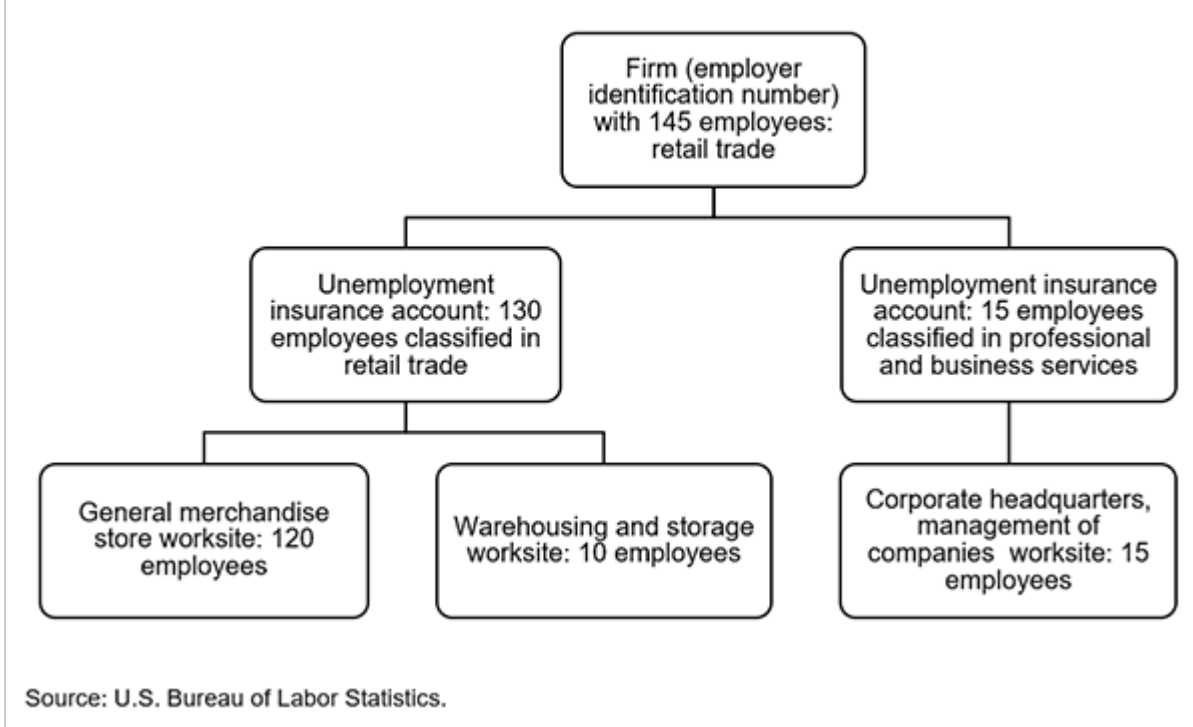 Firm (employer
identification number)
with 145 employees:
retail trade
Unemployment
insurance account: 130
employees classified in
retail trade
Unemployment insurance
account: 15 employees
classified in professional
and business services
General merchandise
store worksite: 120
employees
Warehousing and storage
worksite: 10 employees
Corporate headquarters,
management of
companies  worksite: 15
employees
Source: U.S. Bureau of Labor Statistics.